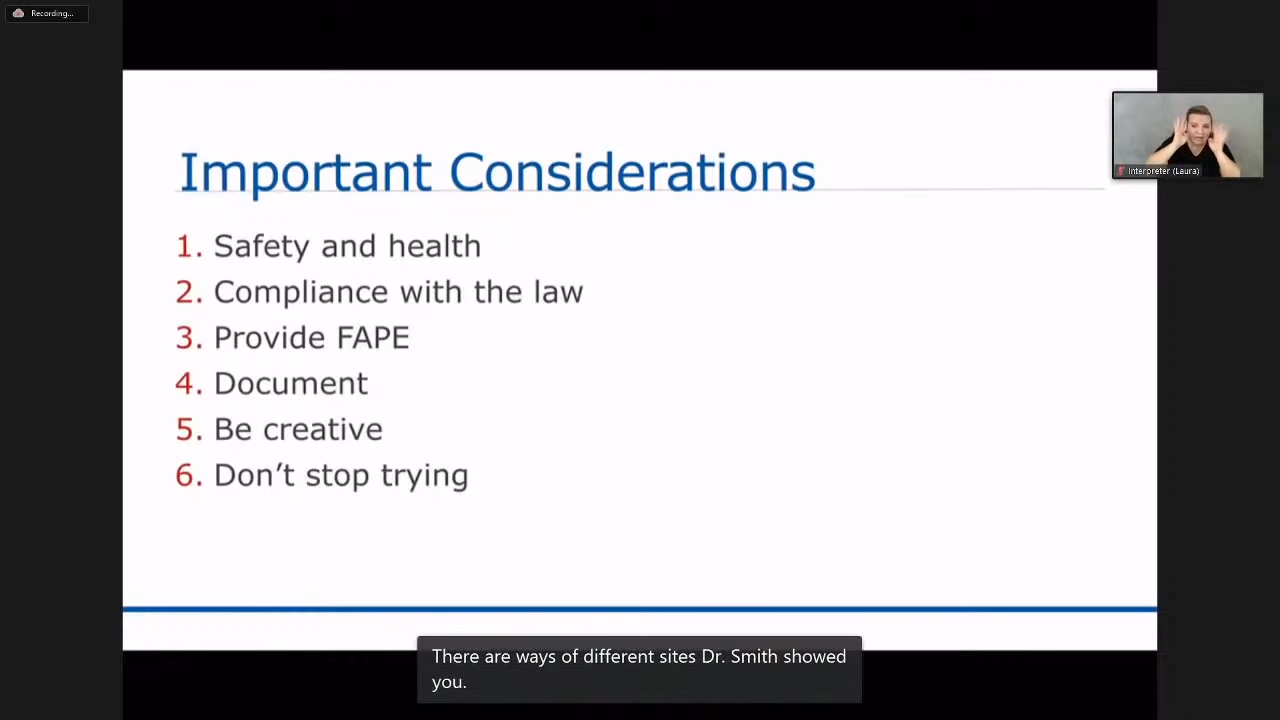 Recording...
Important Considerations
1. Safety and health
2. Compliance with the law
3. Provide FAPE
4. Document
5. Be creative
6. Don’t stop trying
Interpreter (Laura)
There are ways of different sites Dr. Smith showed
you.